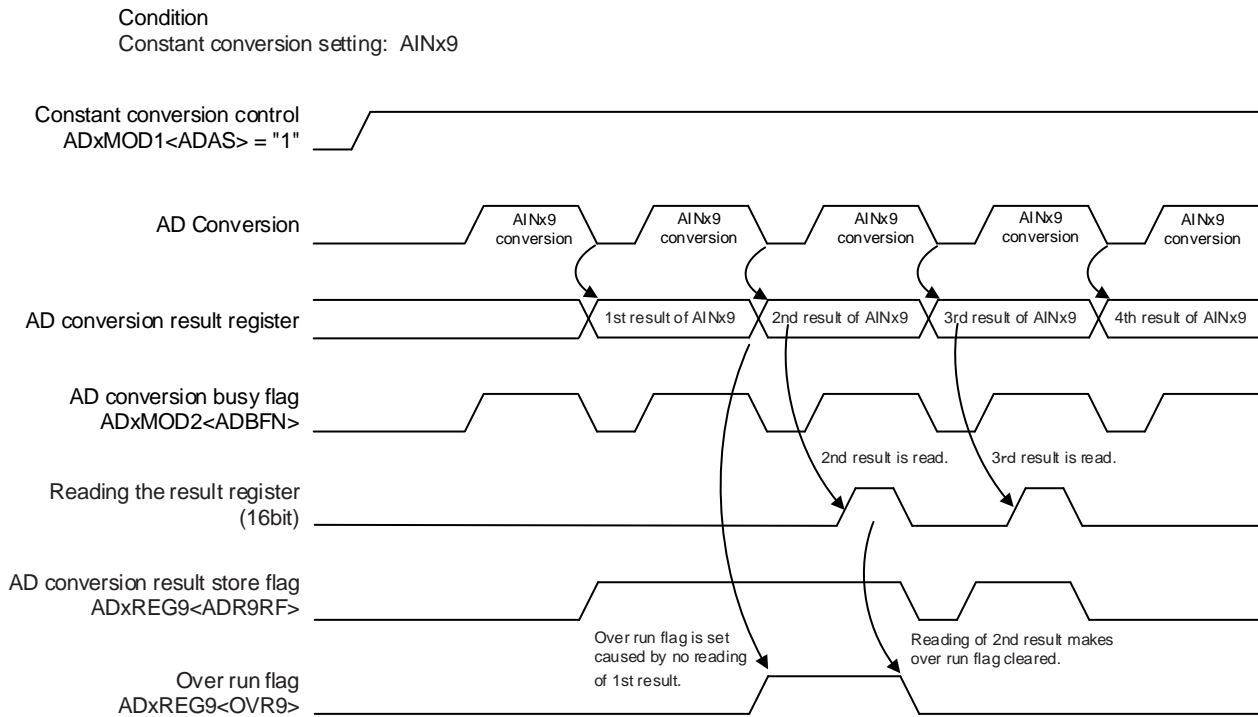 Condition
Constant conversion setting: AINx9
Constant conversion control
ADxMOD1<ADAS> = "1"
AD Conversion
AINx9
conversion
AINx9
conversion
AINx9
conversion
AINx9
conversion
AINx9
conversion
AD conversion result register
1st result of AINx9
2nd result of AINx9
3rd result of AINx9
4th result of AINx9
AD conversion busy flag
ADxMOD2<ADBFN>
2nd result is read.
3rd result is read.
Reading the result register
(16bit)
AD conversion result store flag
ADxREG9<ADR9RF>
Over run flag is set
caused by no reading
of 1st result.
Reading of 2nd result makes
over run flag cleared.
Over run flag
ADxREG9<OVR9>